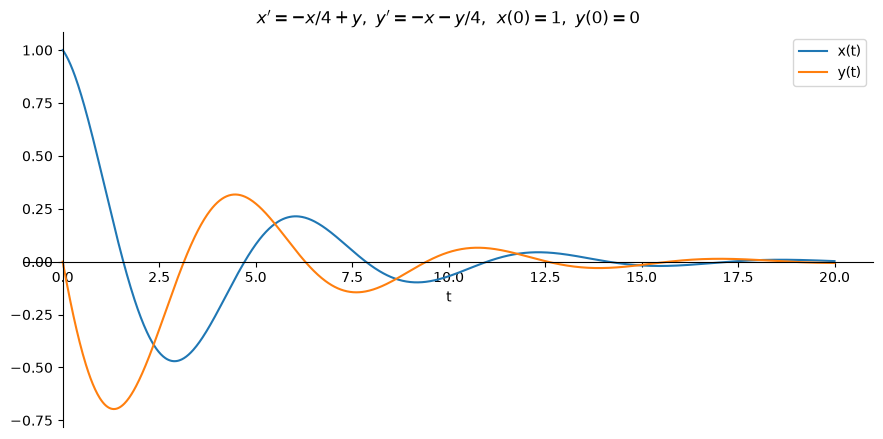 x′ = −x/4 + y, y′ = −x − y/4, x(0) = 1, y(0) = 0
x(t)
y(t)
1.00
0.75
0.50
0.25
0.00
−0.25
−0.50
−0.75
0.0 2.5 5.0 7.5 10.0 12.5 15.0 17.5 20.0
t